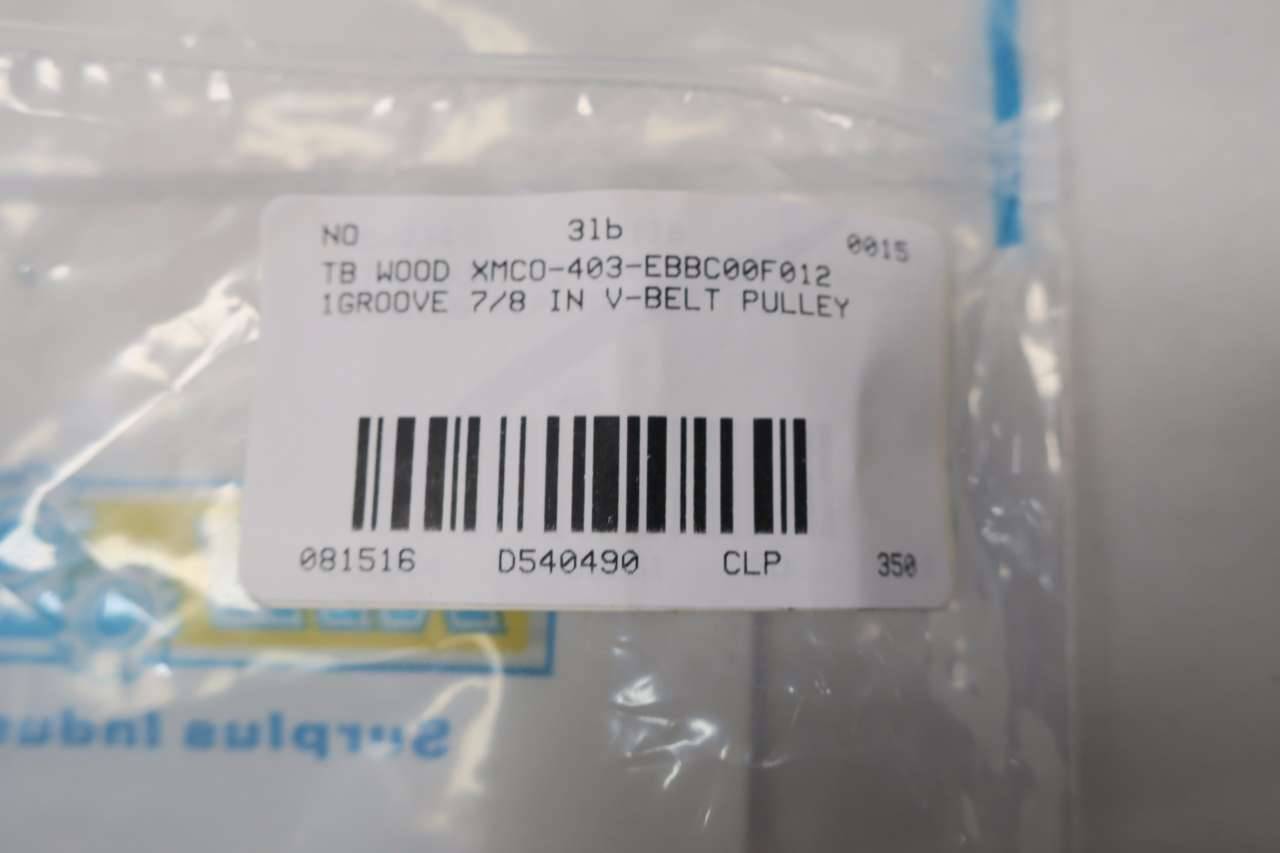 NO 31b 0015
TB WOOD XMCO-403-EBBC00F012
1GROOVE 7/8 IN V-BELT PULLEY
081516 D540490 CLP 350
Surplus Indus